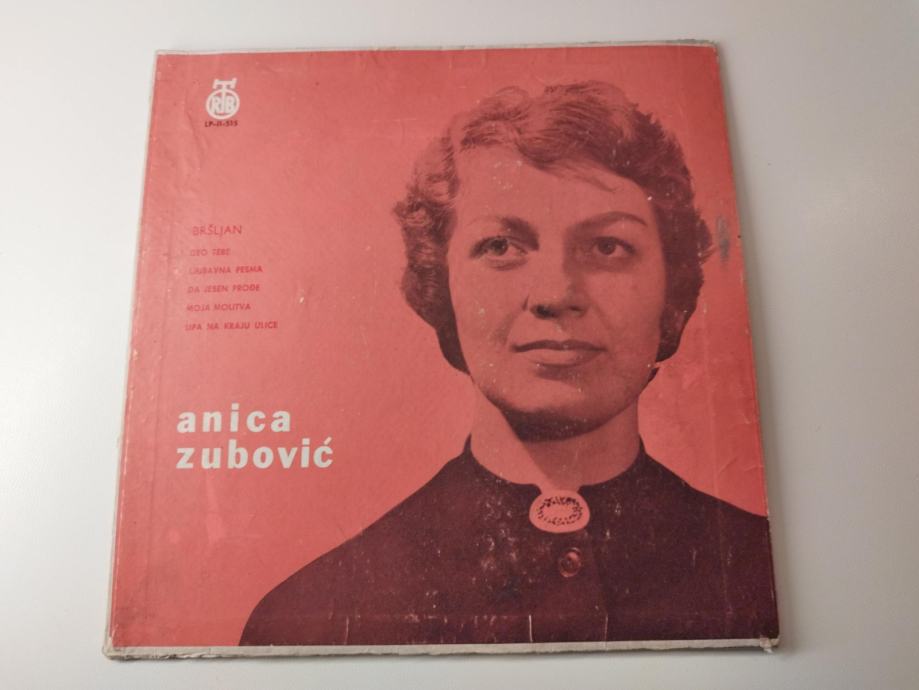 RTB
LP-II-515
BRŠLJAN
DEO TEBE
LJUBAVNA PESMA
DA JESEN PROĐE
MOJA MOLITVA
LIPA NA KRAJU ULICE
anica
zubović